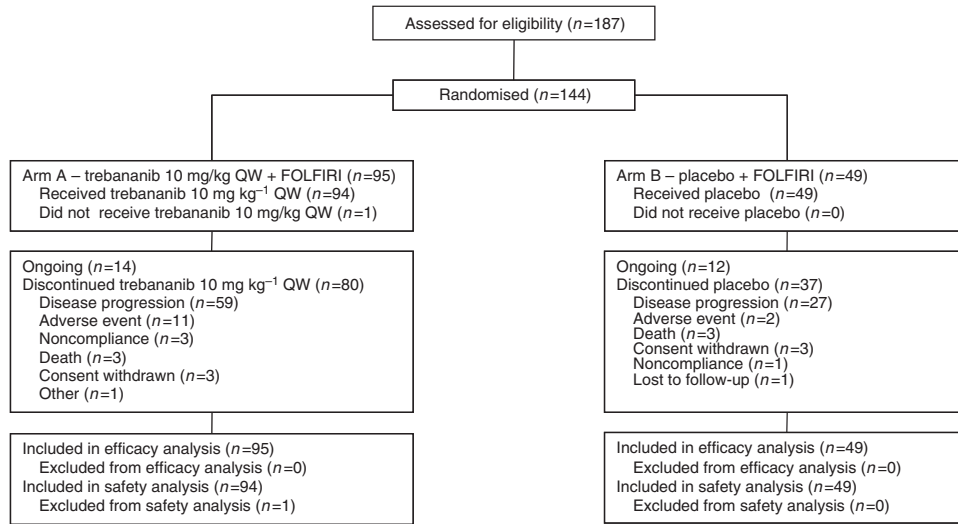 Assessed for eligibility (n=187)
Randomised (n=144)
Arm A – trebananib 10 mg/kg QW + FOLFIRI (n=95)
Received trebananib 10 mg kg⁻¹ QW (n=94)
Did not receive trebananib 10 mg/kg QW (n=1)
Ongoing (n=14)
Discontinued trebananib 10 mg kg⁻¹ QW (n=80)
Disease progression (n=59)
Adverse event (n=11)
Noncompliance (n=3)
Death (n=3)
Consent withdrawn (n=3)
Other (n=1)
Included in efficacy analysis (n=95)
Excluded from efficacy analysis (n=0)
Included in safety analysis (n=94)
Excluded from safety analysis (n=1)
Arm B – placebo + FOLFIRI (n=49)
Received placebo (n=49)
Did not receive placebo (n=0)
Ongoing (n=12)
Discontinued placebo (n=37)
Disease progression (n=27)
Adverse event (n=2)
Death (n=3)
Consent withdrawn (n=3)
Noncompliance (n=1)
Lost to follow-up (n=1)
Included in efficacy analysis (n=49)
Excluded from efficacy analysis (n=0)
Included in safety analysis (n=49)
Excluded from safety analysis (n=0)